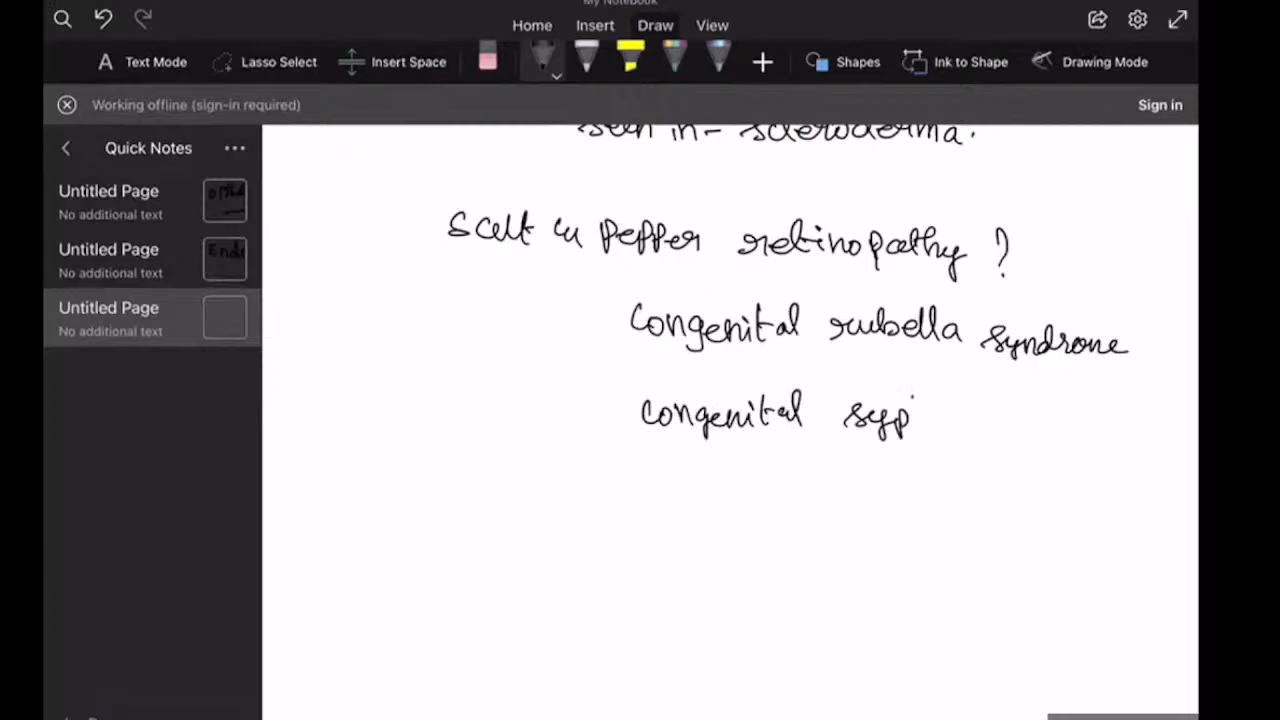 My Notebook
Home Insert Draw View
Text Mode Lasso Select Insert Space Shapes Ink to Shape Drawing Mode
Working offline (sign-in required) Sign in
Quick Notes
Untitled Page
No additional text
Untitled Page
No additional text
Untitled Page
No additional text
seen in - scleroderma.
Salt & pepper retinopathy ?
Congenital rubella syndrone
Congenital syp